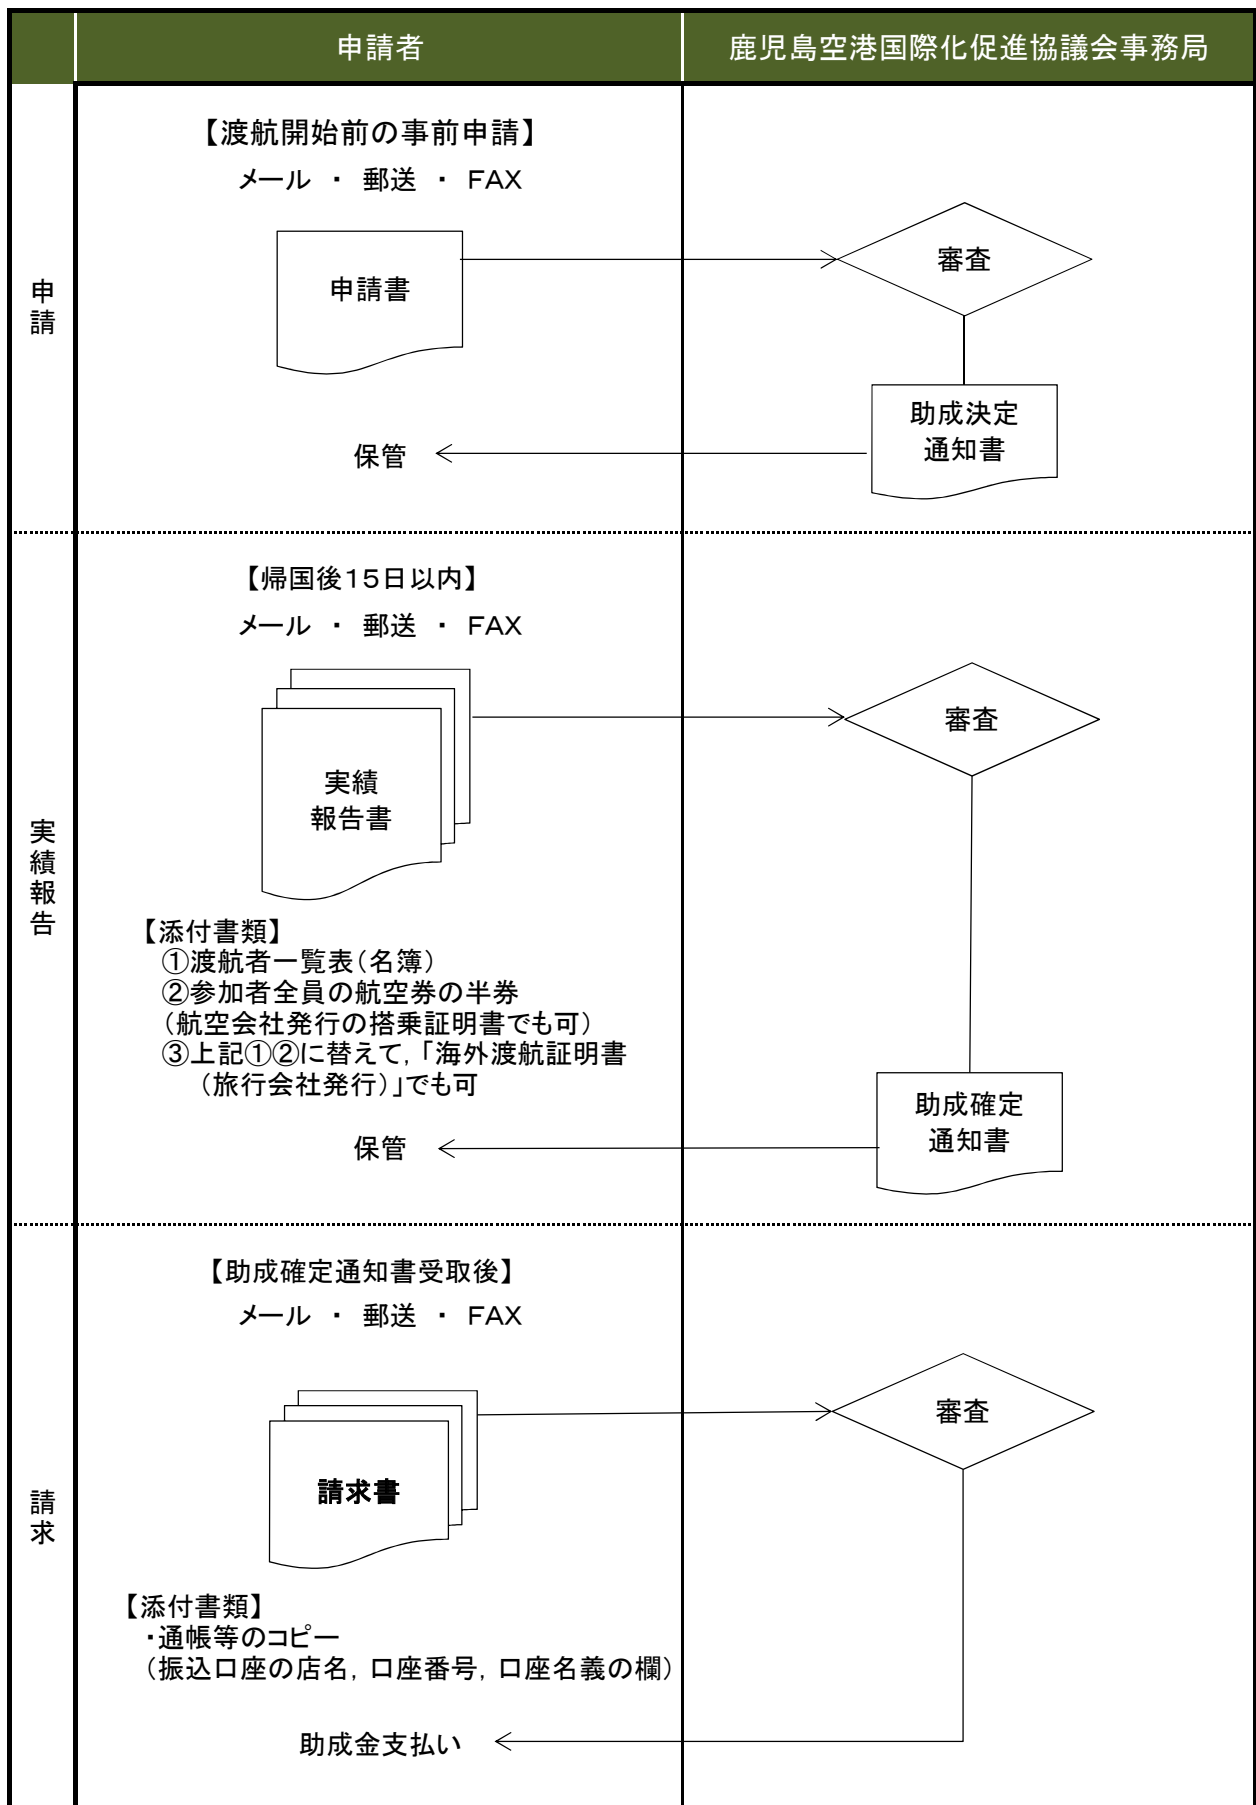 申請者
鹿児島空港国際化促進協議会事務局
申請
【渡航開始前の事前申請】
メール ・ 郵送 ・ FAX
申請書
審査
助成決定
通知書
保管
実績報告
【帰国後15日以内】
メール ・ 郵送 ・ FAX
実績
報告書
審査
【添付書類】
①渡航者一覧表(名簿)
②参加者全員の航空券の半券
(航空会社発行の搭乗証明書でも可)
③上記①②に替えて,「海外渡航証明書
(旅行会社発行)」でも可
助成確定
通知書
保管
請求
【助成確定通知書受取後】
メール ・ 郵送 ・ FAX
請求書
審査
【添付書類】
・通帳等のコピー
(振込口座の店名, 口座番号, 口座名義の欄)
助成金支払い